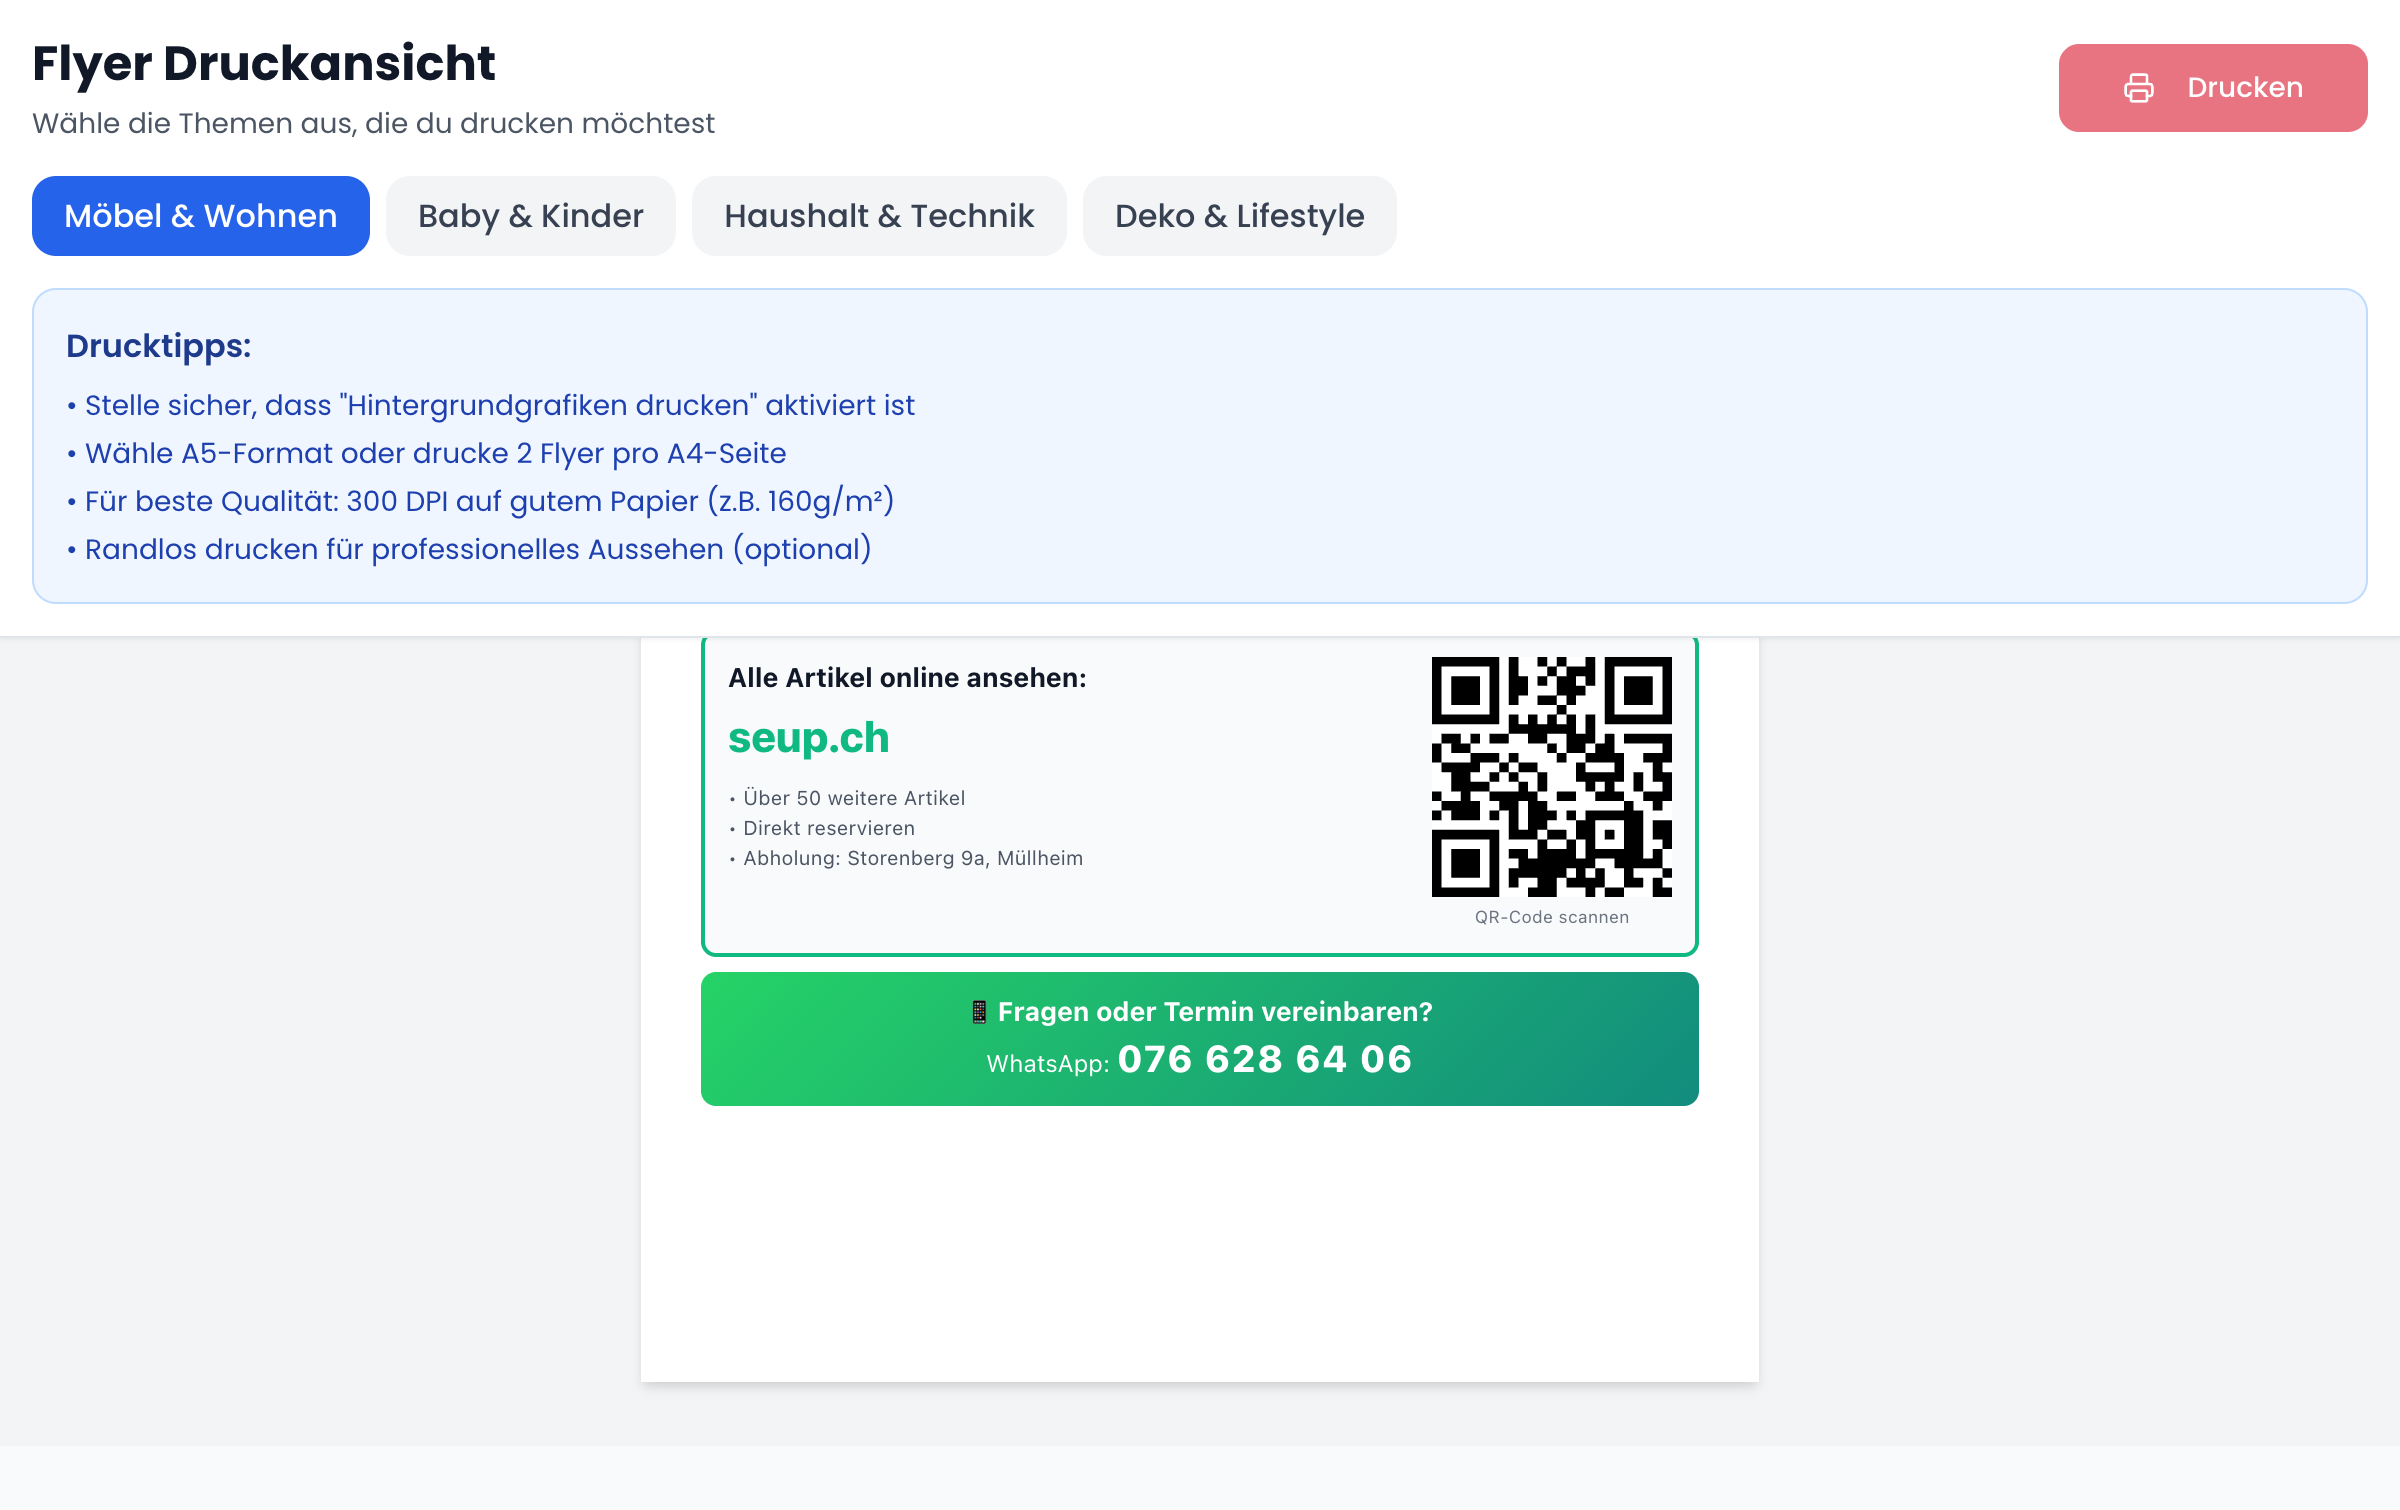 Flyer Druckansicht
Wähle die Themen aus, die du drucken möchtest
Drucken
Möbel & Wohnen
Baby & Kinder
Haushalt & Technik
Deko & Lifestyle
Drucktipps:
• Stelle sicher, dass "Hintergrundgrafiken drucken" aktiviert ist
• Wähle A5-Format oder drucke 2 Flyer pro A4-Seite
• Für beste Qualität: 300 DPI auf gutem Papier (z.B. 160g/m²)
• Randlos drucken für professionelles Aussehen (optional)
Alle Artikel online ansehen:
seup.ch
• Über 50 weitere Artikel
• Direkt reservieren
• Abholung: Storenberg 9a, Müllheim
QR-Code scannen
📱 Fragen oder Termin vereinbaren?
WhatsApp: 076 628 64 06